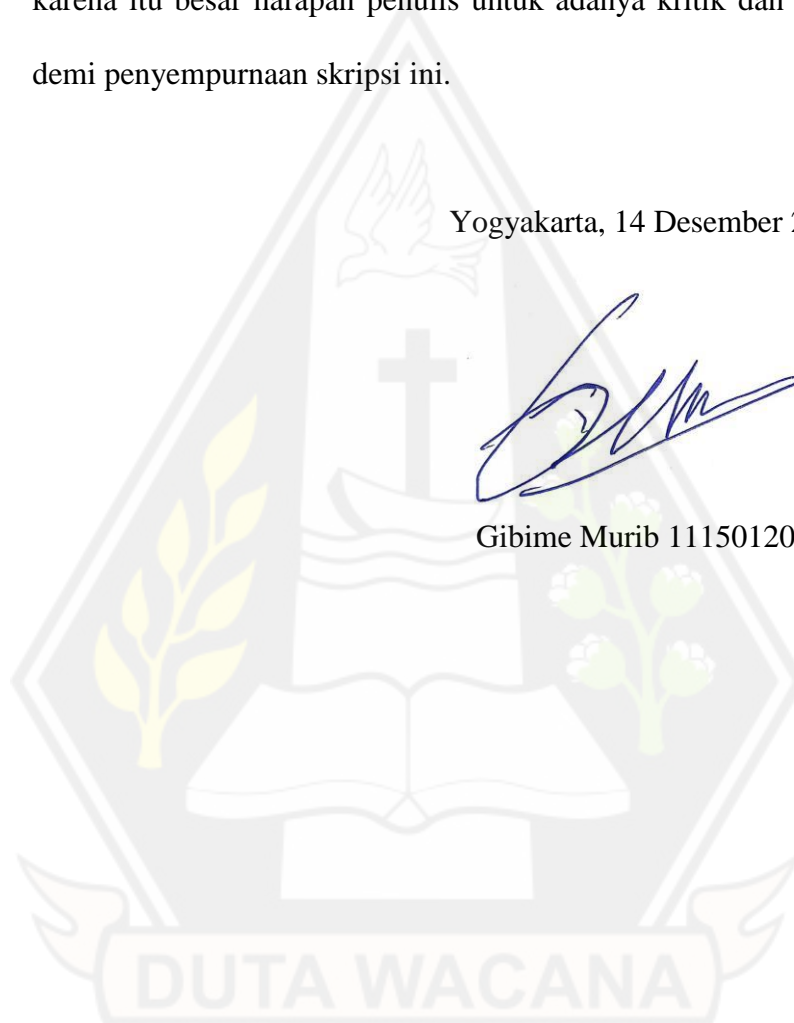 karena itu besar harapan penulis untuk adanya kritik dan
demi penyempurnaan skripsi ini.
Yogyakarta, 14 Desember
Gibime Murib 11150120
DUTA WACANA